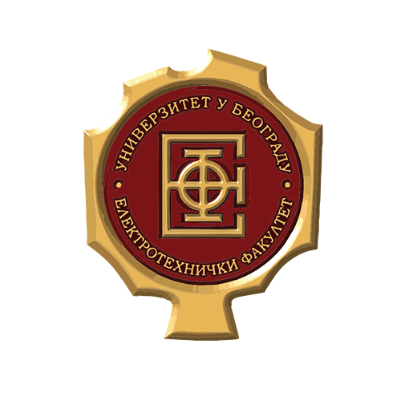 УНИВЕРЗИТЕТ У БЕОГРАДУ
ЕЛЕКТРОТЕХНИЧКИ ФАКУЛТЕТ